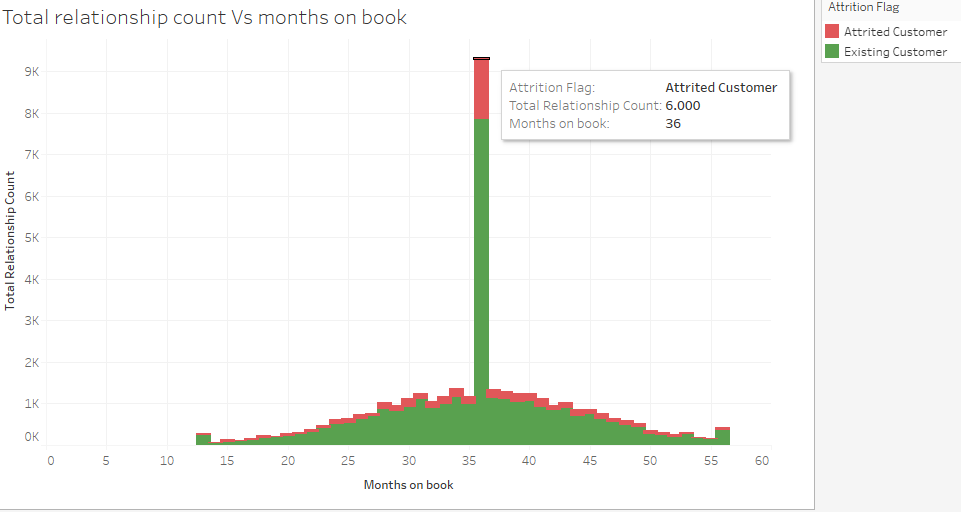 Total relationship count Vs months on book
Attrition Flag
Attrited Customer
Existing Customer
Total Relationship Count
9K
8K
7K
6K
5K
4K
3K
2K
1K
0K
Attrition Flag: Attrited Customer
Total Relationship Count: 6.000
Months on book: 36
0 5 10 15 20 25 30 35 40 45 50 55 60
Months on book